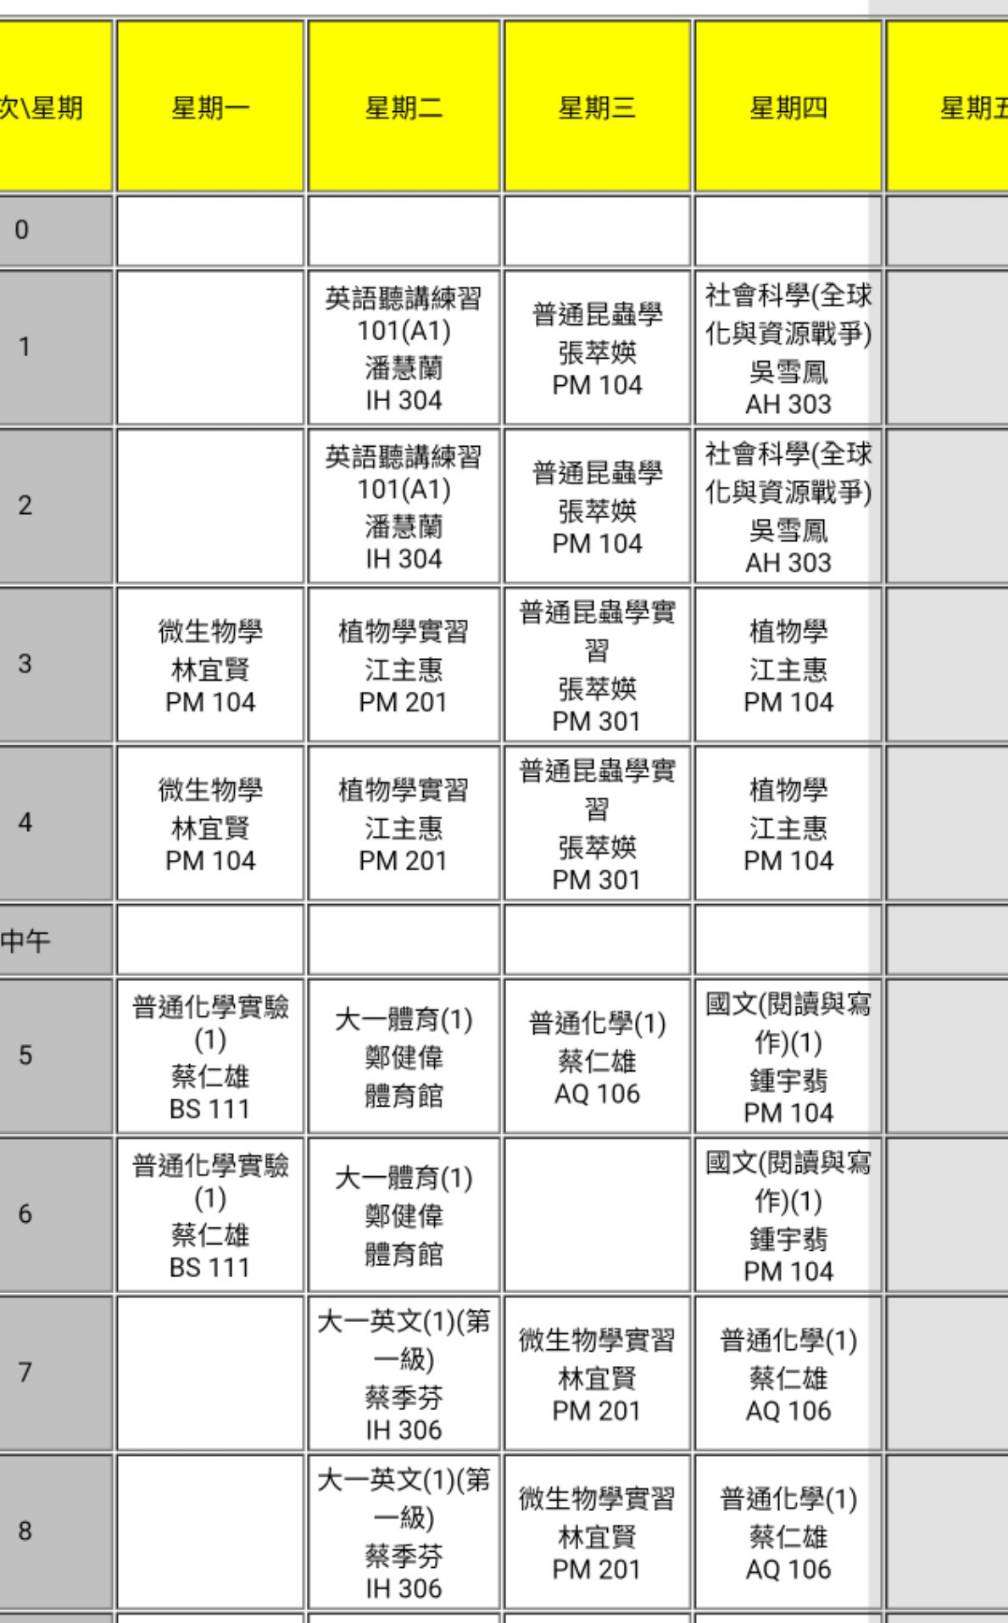 次\星期 星期一 星期二 星期三 星期四 星期五
0
1
英語聽講練習
101(A1)
潘慧蘭
IH 304
普通昆蟲學
張萃媖
PM 104
社會科學(全球
化與資源戰爭)
吳雪鳳
AH 303
2
英語聽講練習
101(A1)
潘慧蘭
IH 304
普通昆蟲學
張萃媖
PM 104
社會科學(全球
化與資源戰爭)
吳雪鳳
AH 303
3
微生物學
林宜賢
PM 104
植物學實習
江主惠
PM 201
普通昆蟲學實
習
張萃媖
PM 301
植物學
江主惠
PM 104
4
微生物學
林宜賢
PM 104
植物學實習
江主惠
PM 201
普通昆蟲學實
習
張萃媖
PM 301
植物學
江主惠
PM 104
中午
5
普通化學實驗
(1)
蔡仁雄
BS 111
大一體育(1)
鄭健偉
體育館
普通化學(1)
蔡仁雄
AQ 106
國文(閱讀與寫
作)(1)
鍾宇翡
PM 104
6
普通化學實驗
(1)
蔡仁雄
BS 111
大一體育(1)
鄭健偉
體育館
國文(閱讀與寫
作)(1)
鍾宇翡
PM 104
7
大一英文(1)(第
一級)
蔡季芬
IH 306
微生物學實習
林宜賢
PM 201
普通化學(1)
蔡仁雄
AQ 106
8
大一英文(1)(第
一級)
蔡季芬
IH 306
微生物學實習
林宜賢
PM 201
普通化學(1)
蔡仁雄
AQ 106